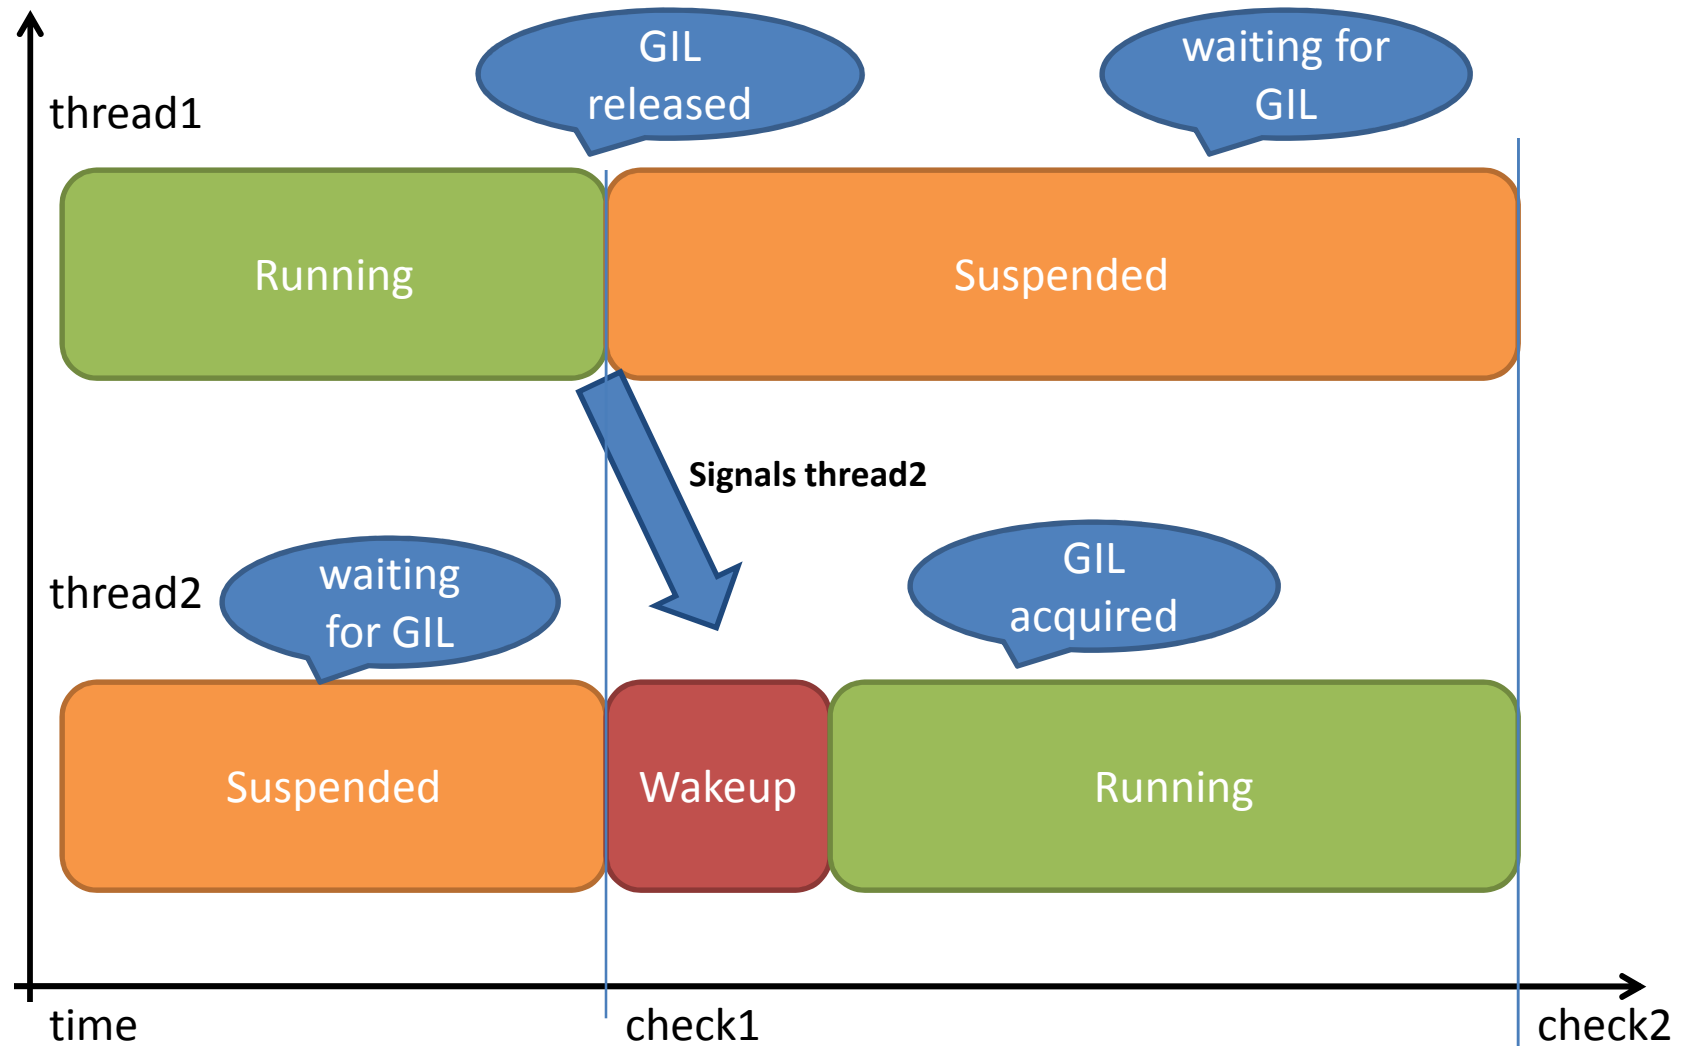 GIL
released
waiting for
GIL
thread1
Running
Suspended
Signals thread2
thread2
waiting
for GIL
GIL
acquired
Suspended
Wakeup
Running
time
check1
check2